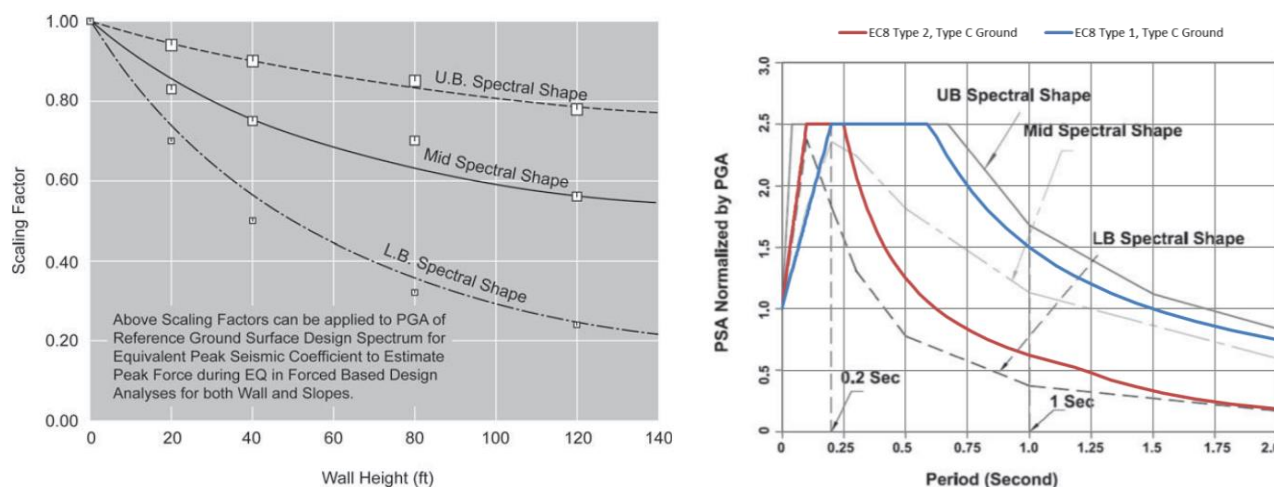 1.00
0.80
0.60
0.40
0.20
0.00
Scaling Factor
U.B. Spectral Shape
Mid Spectral Shape
L.B. Spectral Shape
Above Scaling Factors can be applied to PGA of
Reference Ground Surface Design Spectrum for
Equivalent Peak Seismic Coefficient to Estimate
Peak Force during EQ in Forced Based Design
Analyses for both Wall and Slopes.
0 20 40 60 80 100 120 140
Wall Height (ft)
EC8 Type 2, Type C Ground EC8 Type 1, Type C Ground
3.0
2.5
2.0
1.5
1.0
0.5
0
PSA Normalized by PGA
UB Spectral Shape
Mid Spectral Shape
LB Spectral Shape
0.2 Sec
1 Sec
0 0.25 0.5 0.75 1.0 1.25 1.5 1.75 2.0
Period (Second)